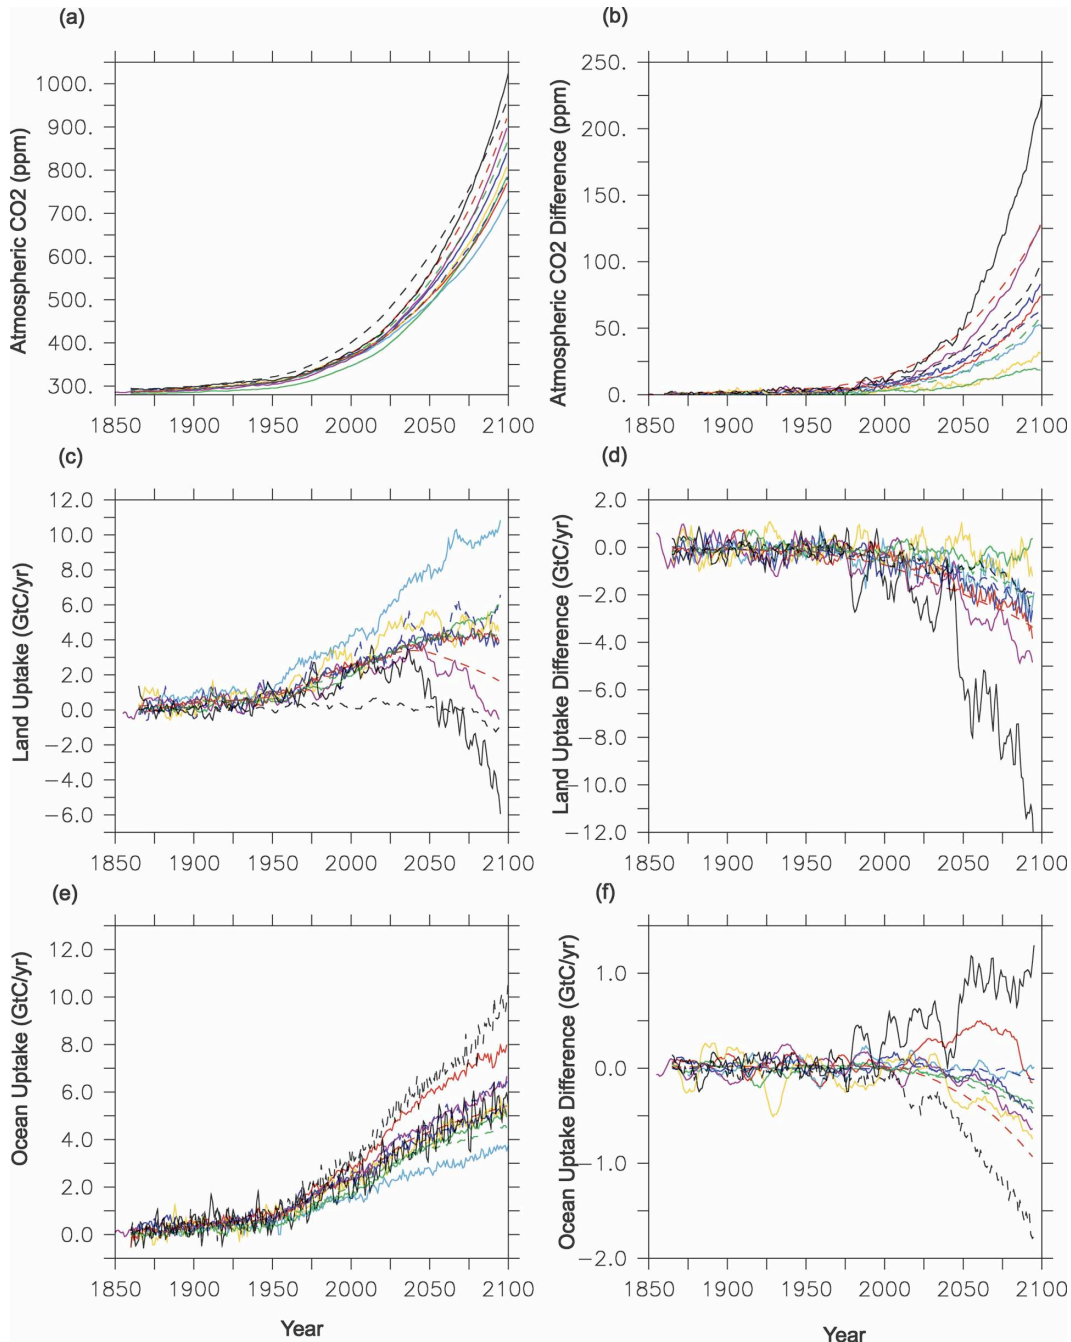 (a)
(b)
Atmospheric CO2 (ppm)
1000.
900.
800.
700.
600.
500.
400.
300.
1850 1900 1950 2000 2050 2100
Atmospheric CO2 Difference (ppm)
250.
200.
150.
100.
50.
0.
1850 1900 1950 2000 2050 2100
(c)
(d)
Land Uptake (GtC/yr)
12.0
10.0
8.0
6.0
4.0
2.0
0.0
−2.0
−4.0
−6.0
1850 1900 1950 2000 2050 2100
Land Uptake Difference (GtC/yr)
2.0
0.0
−2.0
−4.0
−6.0
−8.0
−10.0
−12.0
1850 1900 1950 2000 2050 2100
(e)
(f)
Ocean Uptake (GtC/yr)
12.0
10.0
8.0
6.0
4.0
2.0
0.0
1850 1900 1950 2000 2050 2100
Year
Ocean Uptake Difference (GtC/yr)
1.0
0.0
−1.0
−2.0
1850 1900 1950 2000 2050 2100
Year